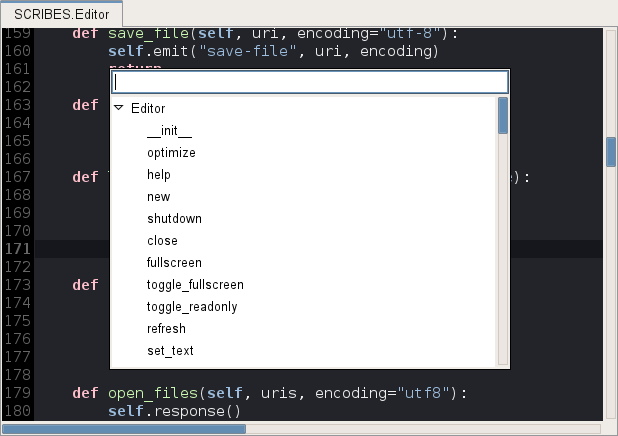 SCRIBES.Editor
159 def save_file(self, uri, encoding="utf-8"):
160 self.emit("save-file", uri, encoding)
161 return
162
163 def
164
165
166
167 def ):
168
169
170
171
172
173 def
174
175
176
177
178
179 def open_files(self, uris, encoding="utf8"):
180 self.response()
Editor
__init__
optimize
help
new
shutdown
close
fullscreen
toggle_fullscreen
toggle_readonly
refresh
set_text